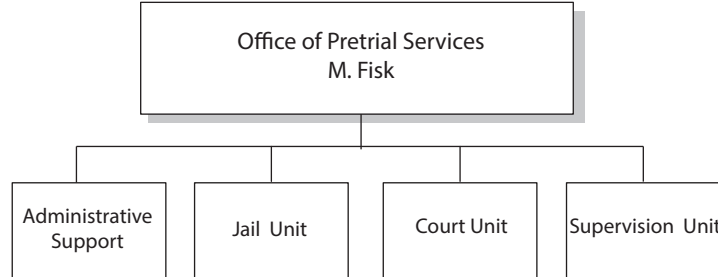 Office of Pretrial Services
M. Fisk
Administrative
Support
Jail Unit
Court Unit
Supervision Unit